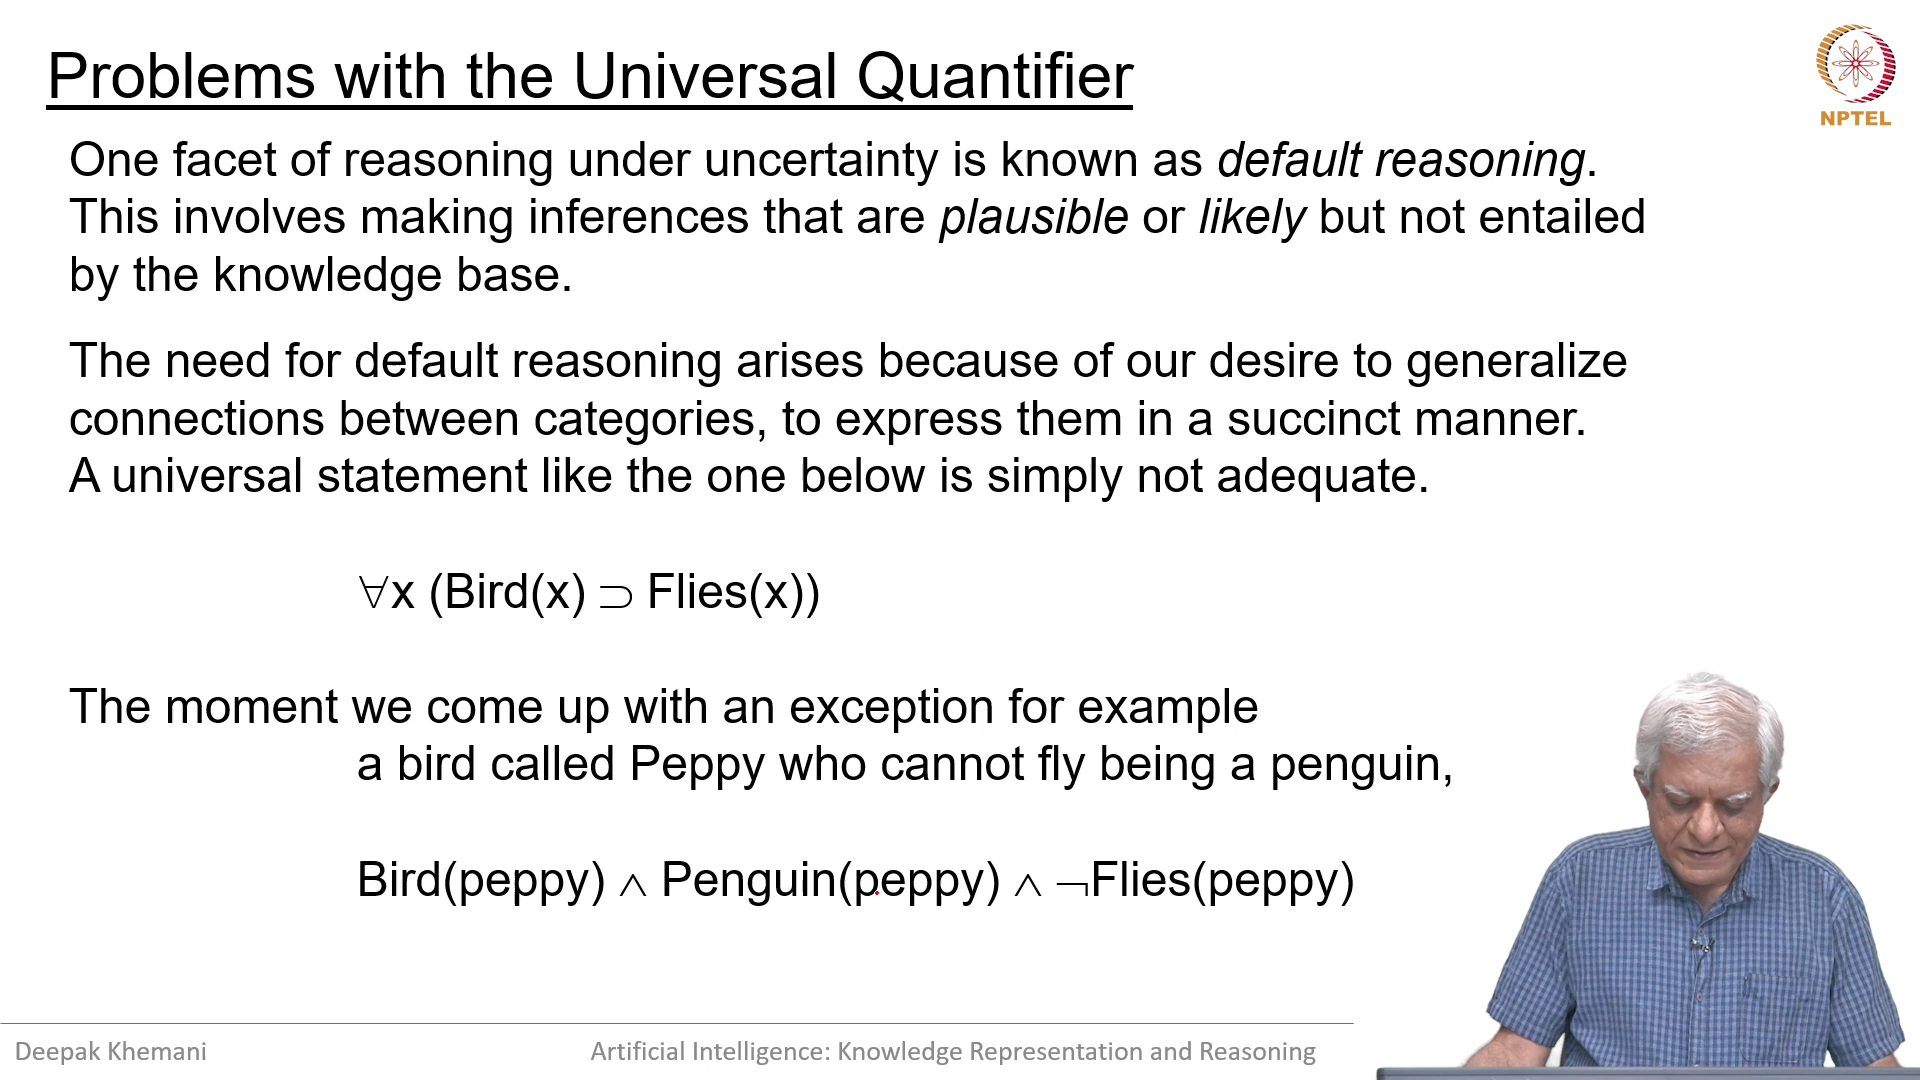 Problems with the Universal Quantifier
NPTEL
One facet of reasoning under uncertainty is known as default reasoning.
This involves making inferences that are plausible or likely but not entailed
by the knowledge base.
The need for default reasoning arises because of our desire to generalize
connections between categories, to express them in a succinct manner.
A universal statement like the one below is simply not adequate.
∀x (Bird(x) ⊃ Flies(x))
The moment we come up with an exception for example
a bird called Peppy who cannot fly being a penguin,
Bird(peppy) ∧ Penguin(peppy) ∧ ¬Flies(peppy)
Deepak Khemani
Artificial Intelligence: Knowledge Representation and Reasoning